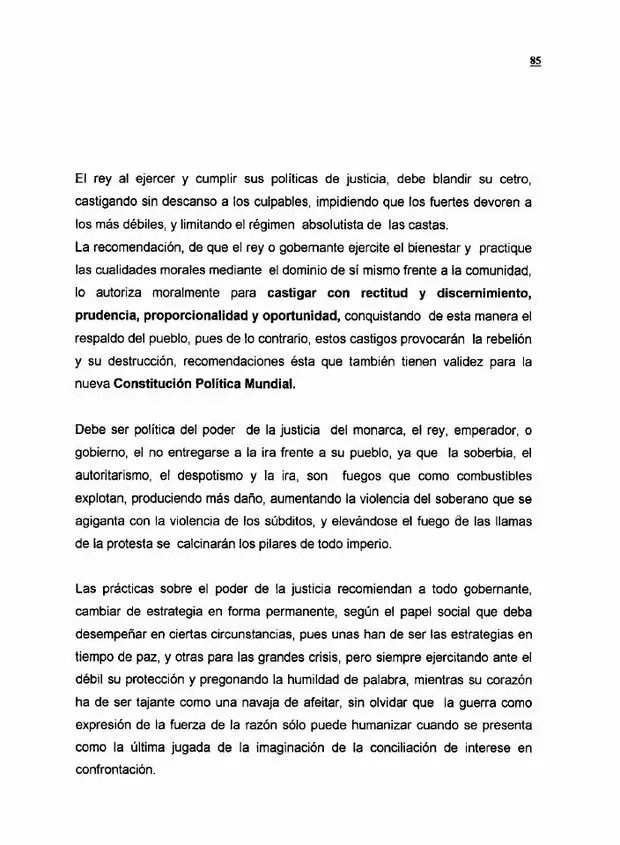 85
El rey al ejercer y cumplir sus políticas de justicia, debe blandir su cetro,
castigando sin descanso a los culpables, impidiendo que los fuertes devoren a
los más débiles, y limitando el régimen absolutista de las castas.
La recomendación, de que el rey o gobernante ejercite el bienestar y practique
las cualidades morales mediante el dominio de sí mismo frente a la comunidad,
lo autoriza moralmente para castigar con rectitud y discernimiento,
prudencia, proporcionalidad y oportunidad, conquistando de esta manera el
respaldo del pueblo, pues de lo contrario, estos castigos provocarán la rebelión
y su destrucción, recomendaciones ésta que también tienen validez para la
nueva Constitución Política Mundial.
Debe ser política del poder de la justicia del monarca, el rey, emperador, o
gobierno, el no entregarse a la ira frente a su pueblo, ya que la soberbia, el
autoritarismo, el despotismo y la ira, son fuegos que como combustibles
explotan, produciendo más daño, aumentando la violencia del soberano que se
agiganta con la violencia de los súbditos, y elevándose el fuego de las llamas
de la protesta se calcinarán los pilares de todo imperio.
Las prácticas sobre el poder de la justicia recomiendan a todo gobernante,
cambiar de estrategia en forma permanente, según el papel social que deba
desempeñar en ciertas circunstancias, pues unas han de ser las estrategias en
tiempo de paz, y otras para las grandes crisis, pero siempre ejercitando ante el
débil su protección y pregonando la humildad de palabra, mientras su corazón
ha de ser tajante como una navaja de afeitar, sin olvidar que la guerra como
expresión de la fuerza de la razón sólo puede humanizar cuando se presenta
como la última jugada de la imaginación de la conciliación de interese en
confrontación.